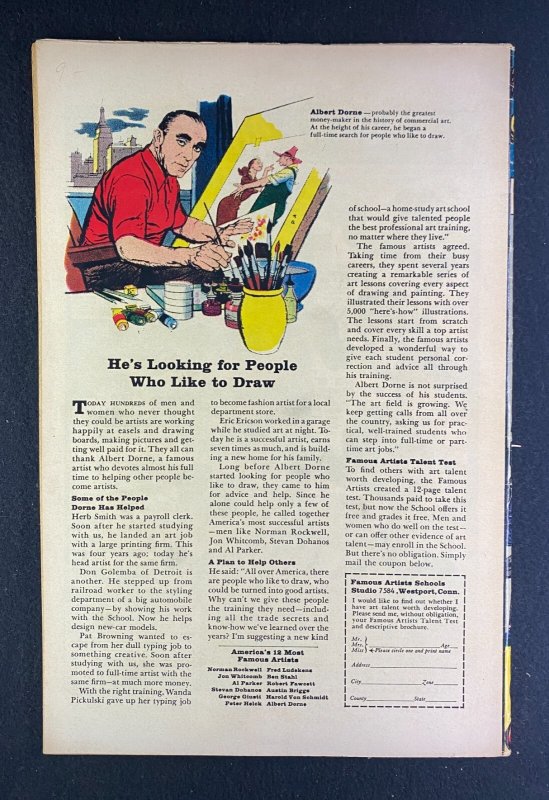 Albert Dorne — probably the greatest
money-maker in the history of commercial art.
At the height of his career, he began a
full-time search for people who like to draw.
He's Looking for People
Who Like to Draw
TODAY HUNDREDS of men and
women who never thought
they could be artists are working
happily at easels and drawing
boards, making pictures and get-
ting well paid for it. They all can
thank Albert Dorne, a famous
artist who devotes almost his full
time to helping other people be-
come artists.
Some of the People
Dorne Has Helped
Herb Smith was a payroll clerk.
Soon after he started studying
with us, he landed an art job
with a large printing firm. This
was four years ago; today he's
head artist for the same firm.
Don Golemba of Detroit is
another. He stepped up from
railroad worker to the styling
department of a big automobile
company—by showing his work
with the School. Now he helps
design new-car models.
Pat Browning wanted to es-
cape from her dull typing job to
something creative. Soon after
studying with us, she was pro-
moted to full-time artist with the
same firm—at much more money.
With the right training, Wanda
Pickulski gave up her typing job
to become fashion artist for a local
department store.
Eric Ericson worked in a garage
while he studied art at night. To-
day he is a successful artist, earns
seven times as much, and is build-
ing a new home for his family.
Long before Albert Dorne
started looking for people who
like to draw, they came to him
for advice and help. Since he
alone could help only a few of
these people, he called together
America's most successful artists
—men like Norman Rockwell,
Jon Whitcomb, Stevan Dohanos
and Al Parker.
A Plan to Help Others
He said: "All over America, there
are people who like to draw, who
could be turned into good artists.
Why can't we give these people
the training they need—includ-
ing all the trade secrets and
know-how we've learned over the
years? I'm suggesting a new kind
America's 12 Most
Famous Artists
Norman Rockwell Fred Ludekens
Jon Whitcomb Ben Stahl
Al Parker Robert Fawcett
Stevan Dohanos Austin Briggs
George Giusti Harold Von Schmidt
Peter Helck Albert Dorne
of school—a home-study art school
that would give talented people
the best professional art training,
no matter where they live."
The famous artists agreed.
Taking time from their busy
careers, they spent several years
creating a remarkable series of
art lessons covering every aspect
of drawing and painting. They
illustrated their lessons with over
5,000 "here's-how" illustrations.
The lessons start from scratch
and cover every skill a top artist
needs. Finally, the famous artists
developed a wonderful way to
give each student personal cor-
rection and advice all through
his training.
Albert Dorne is not surprised
by the success of his students.
"The art field is growing. We
keep getting calls from all over
the country, asking us for prac-
tical, well-trained students who
can step into full-time or part-
time art jobs."
Famous Artists Talent Test
To find others with art talent
worth developing, the Famous
Artists created a 12-page talent
test. Thousands paid to take this
test, but now the School offers it
free and grades it free. Men and
women who do well on the test—
or can offer other evidence of art
talent—may enroll in the School.
But there's no obligation. Simply
mail the coupon below.
Famous Artists Schools
Studio 7584, Westport, Conn.
I would like to find out whether I
have art talent worth developing.
Please send me, without obligation,
your Famous Artists Talent Test
and descriptive brochure.
Mr.
Mrs. Age
Miss Please circle one and print name
Address
City Zone
County State